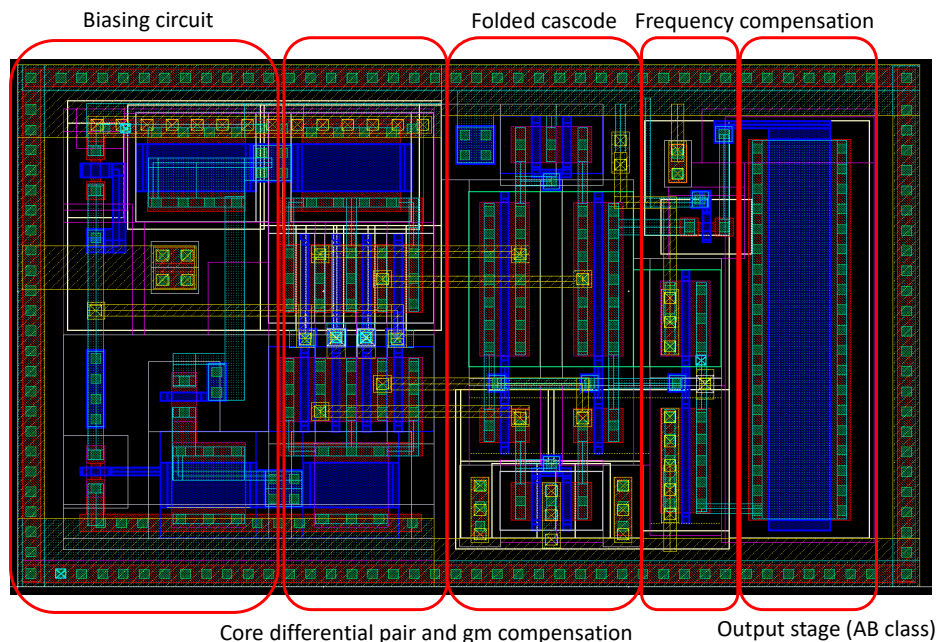 Biasing circuit
Folded cascode
Frequency compensation
Core differential pair and gm compensation
Output stage (AB class)